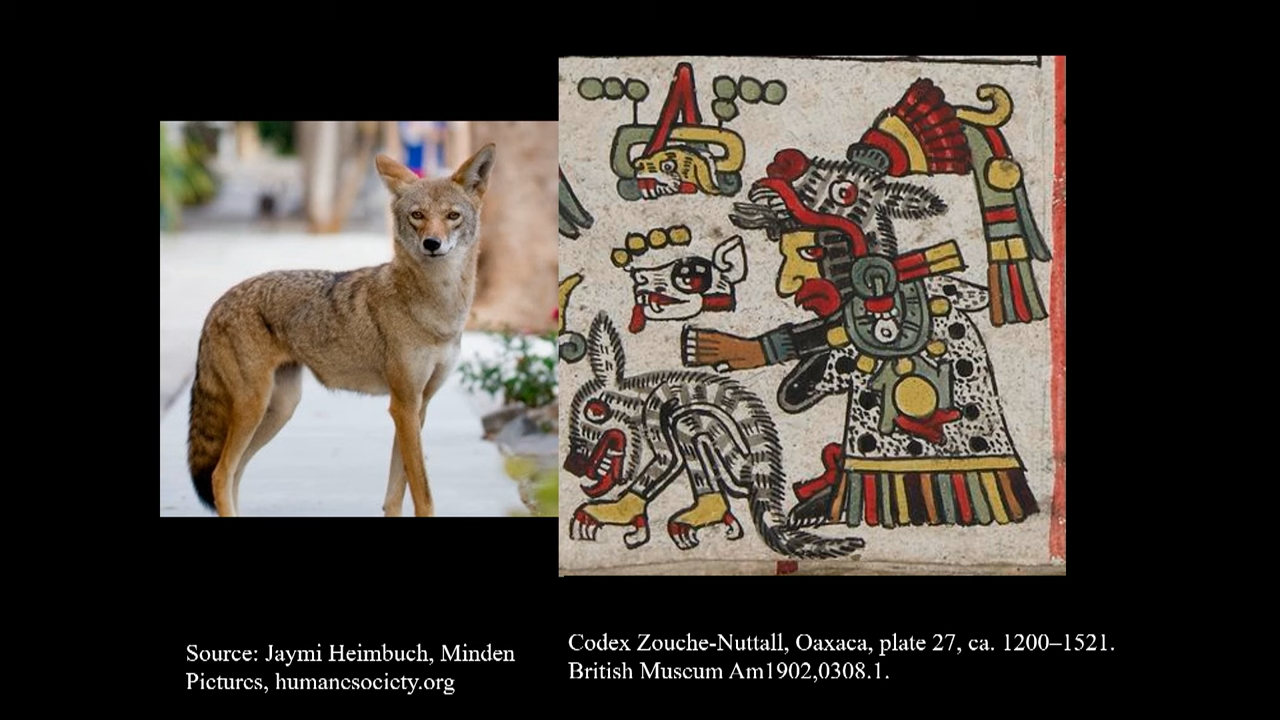 Source: Jaymi Heimbuch, Minden
Pictures, humanesociety.org
Codex Zouche-Nuttall, Oaxaca, plate 27, ca. 1200–1521.
British Museum Am1902,0308.1.